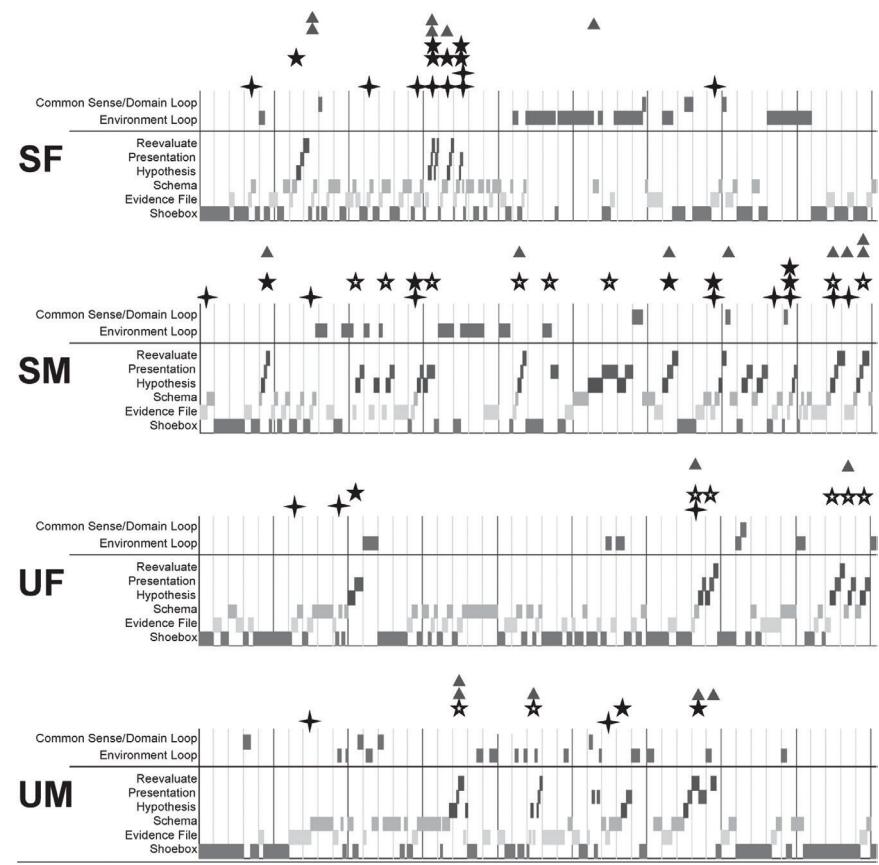 Common Sense/Domain Loop
Environment Loop
SF
Reevaluate
Presentation
Hypothesis
Schema
Evidence File
Shoebox
Common Sense/Domain Loop
Environment Loop
SM
Reevaluate
Presentation
Hypothesis
Schema
Evidence File
Shoebox
Common Sense/Domain Loop
Environment Loop
UF
Reevaluate
Presentation
Hypothesis
Schema
Evidence File
Shoebox
Common Sense/Domain Loop
Environment Loop
UM
Reevaluate
Presentation
Hypothesis
Schema
Evidence File
Shoebox